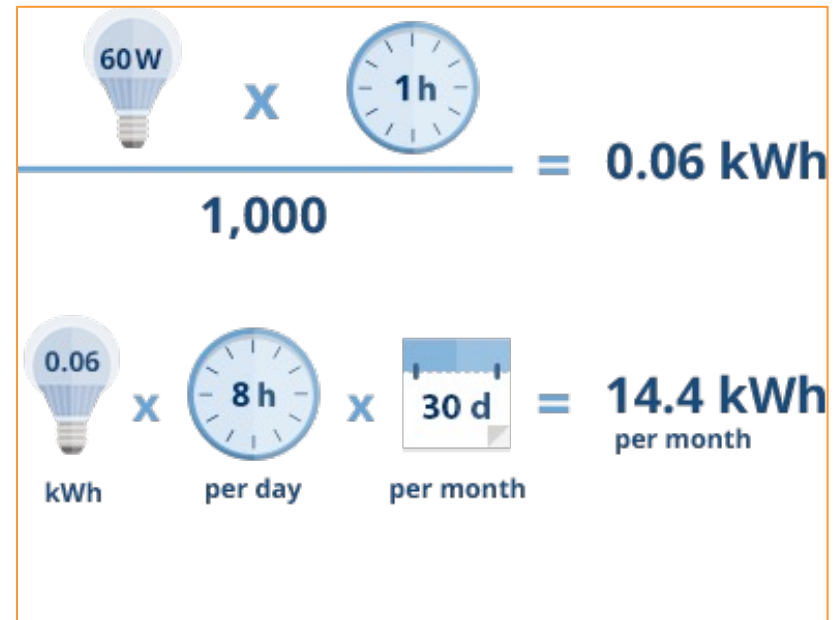 60 W x 1 h
= 0.06 kWh
1,000
0.06 x 8 h x 30 d = 14.4 kWh
per month
kWh per day per month